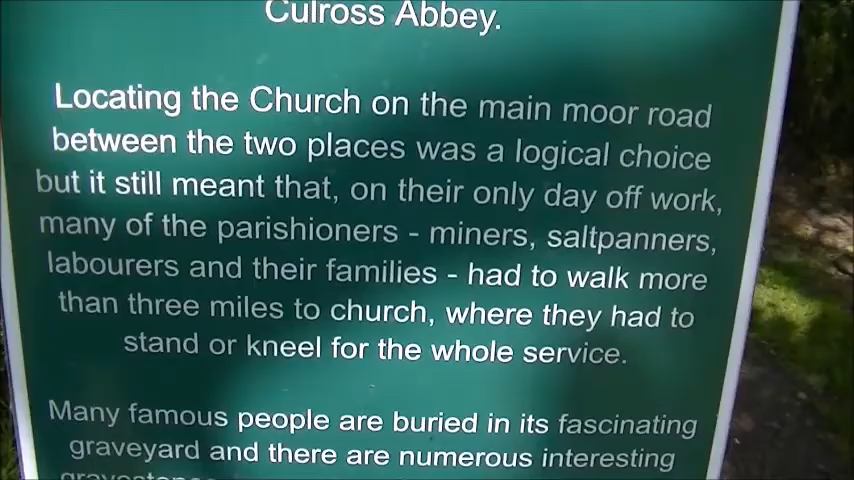 Culross Abbey.
Locating the Church on the main moor road
between the two places was a logical choice
but it still meant that, on their only day off work,
many of the parishioners - miners, saltpanners,
labourers and their families - had to walk more
than three miles to church, where they had to
stand or kneel for the whole service.
Many famous people are buried in its fascinating
graveyard and there are numerous interesting